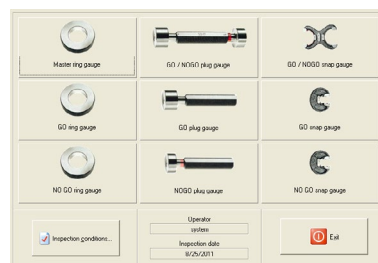 Master ring gauge
GO / NOGO plug gauge
GO / NOGO snap gauge
GO ring gauge
GO plug gauge
GO snap gauge
NO GO ring gauge
NOGO plug gauge
NO GO snap gauge
Inspection conditions...
Operator
system
Inspection date
8/25/2011
Exit